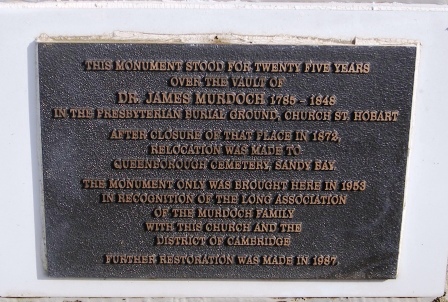 THIS MONUMENT STOOD FOR TWENTY FIVE YEARS
OVER THE VAULT OF
DR. JAMES MURDOCH 1785 - 1848
IN THE PRESBYTERIAN BURIAL GROUND, CHURCH ST. HOBART
AFTER CLOSURE OF THAT PLACE IN 1872,
RELOCATION WAS MADE TO
QUEENBOROUGH CEMETERY, SANDY BAY.
THE MONUMENT ONLY WAS BROUGHT HERE IN 1953
IN RECOGNITION OF THE LONG ASSOCIATION
OF THE MURDOCH FAMILY
WITH THIS CHURCH AND THE
DISTRICT OF CAMBRIDGE
FURTHER RESTORATION WAS MADE IN 1987.